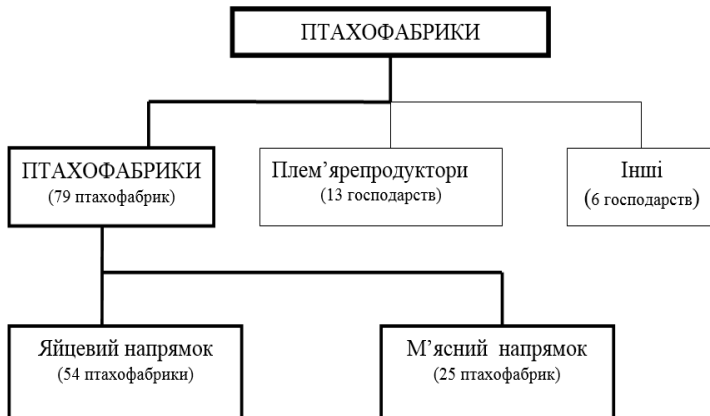 ПТАХОФАБРИКИ
ПТАХОФАБРИКИ
(79 птахофабрик)
Плем’ярепродуктори
(13 господарств)
Інші
(6 господарств)
Яйцевий напрямок
(54 птахофабрики)
М’ясний напрямок
(25 птахофабрик)